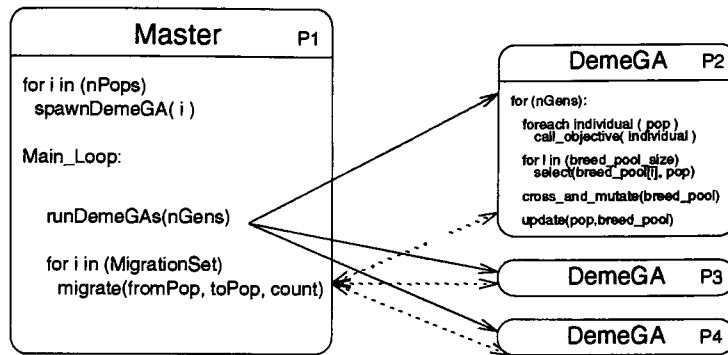 Master P1
for i in (nPops)
spawnDemeGA( i )
Main_Loop:
runDemeGAs(nGens)
for i in (MigrationSet)
migrate(fromPop, toPop, count)
DemeGA P2
for (nGens):
foreach individual ( pop )
call_objective( individual )
for i in (breed_pool_size)
select(breed_pool[i], pop)
cross_and_mutate(breed_pool)
update(pop,breed_pool)
DemeGA P3
DemeGA P4